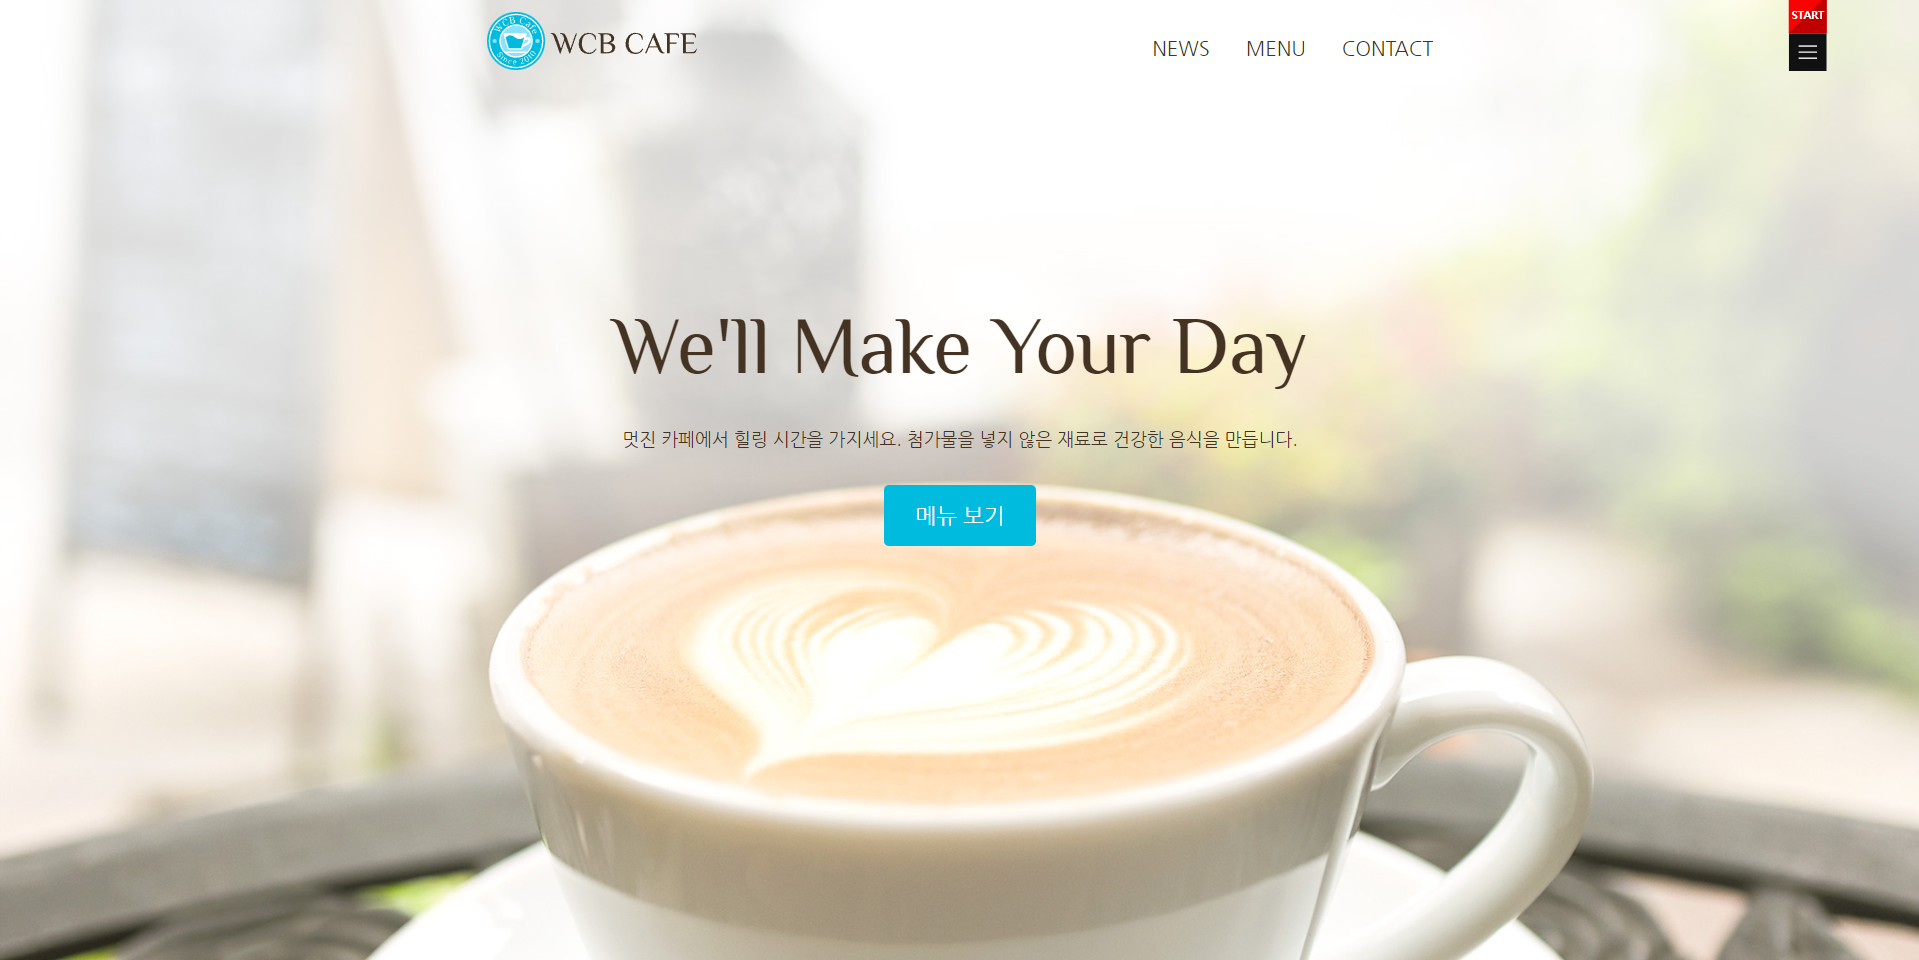 WCB Cafe
Since 2010
WCB CAFE
NEWS
MENU
CONTACT
START
We'll Make Your Day
멋진 카페에서 힐링 시간을 가지세요. 첨가물을 넣지 않은 재료로 건강한 음식을 만듭니다.
메뉴 보기